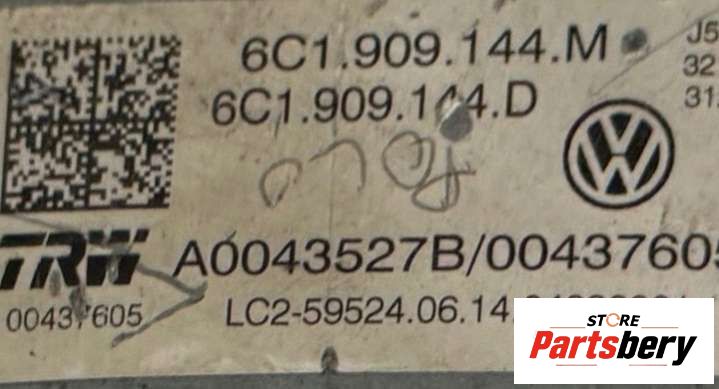 6C1.909.144.M J5
6C1.909.144.D 32
31
Polo
TRW A0043527B/0043760
00437605 LC2-59524.06.14.
STORE
Partsbery